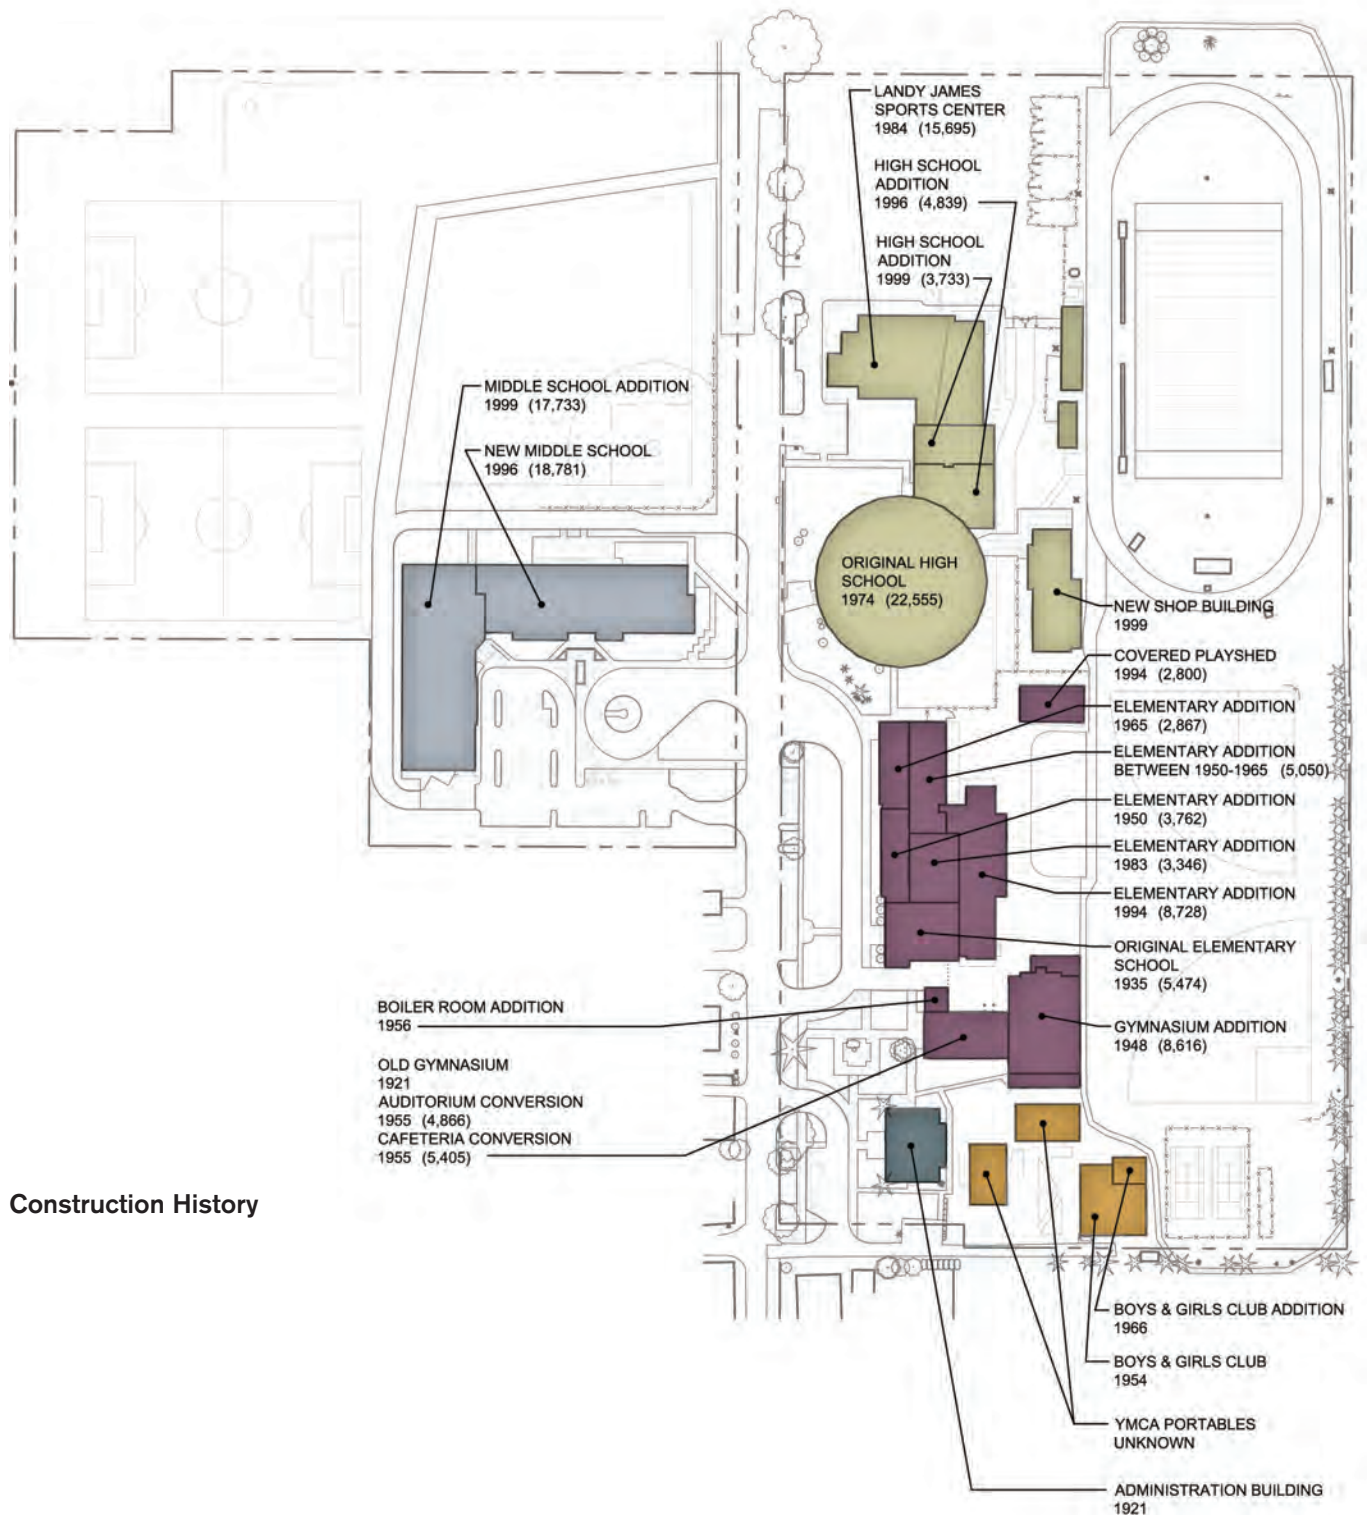 LANDY JAMES
SPORTS CENTER
1984 (15,695)
HIGH SCHOOL
ADDITION
1996 (4,839)
HIGH SCHOOL
ADDITION
1999 (3,733)
MIDDLE SCHOOL ADDITION
1999 (17,733)
NEW MIDDLE SCHOOL
1996 (18,781)
ORIGINAL HIGH
SCHOOL
1974 (22,555)
NEW SHOP BUILDING
1999
COVERED PLAYSHED
1994 (2,800)
ELEMENTARY ADDITION
1965 (2,867)
ELEMENTARY ADDITION
BETWEEN 1950-1965 (5,050)
ELEMENTARY ADDITION
1950 (3,762)
ELEMENTARY ADDITION
1983 (3,346)
ELEMENTARY ADDITION
1994 (8,728)
ORIGINAL ELEMENTARY
SCHOOL
1935 (5,474)
GYMNASIUM ADDITION
1948 (8,616)
BOILER ROOM ADDITION
1956
OLD GYMNASIUM
1921
AUDITORIUM CONVERSION
1955 (4,866)
CAFETERIA CONVERSION
1955 (5,405)
Construction History
BOYS & GIRLS CLUB ADDITION
1966
BOYS & GIRLS CLUB
1954
YMCA PORTABLES
UNKNOWN
ADMINISTRATION BUILDING
1921